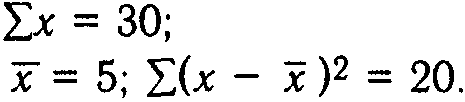 ∑x = 30;
x̅ = 5; ∑(x − x̅)² = 20.